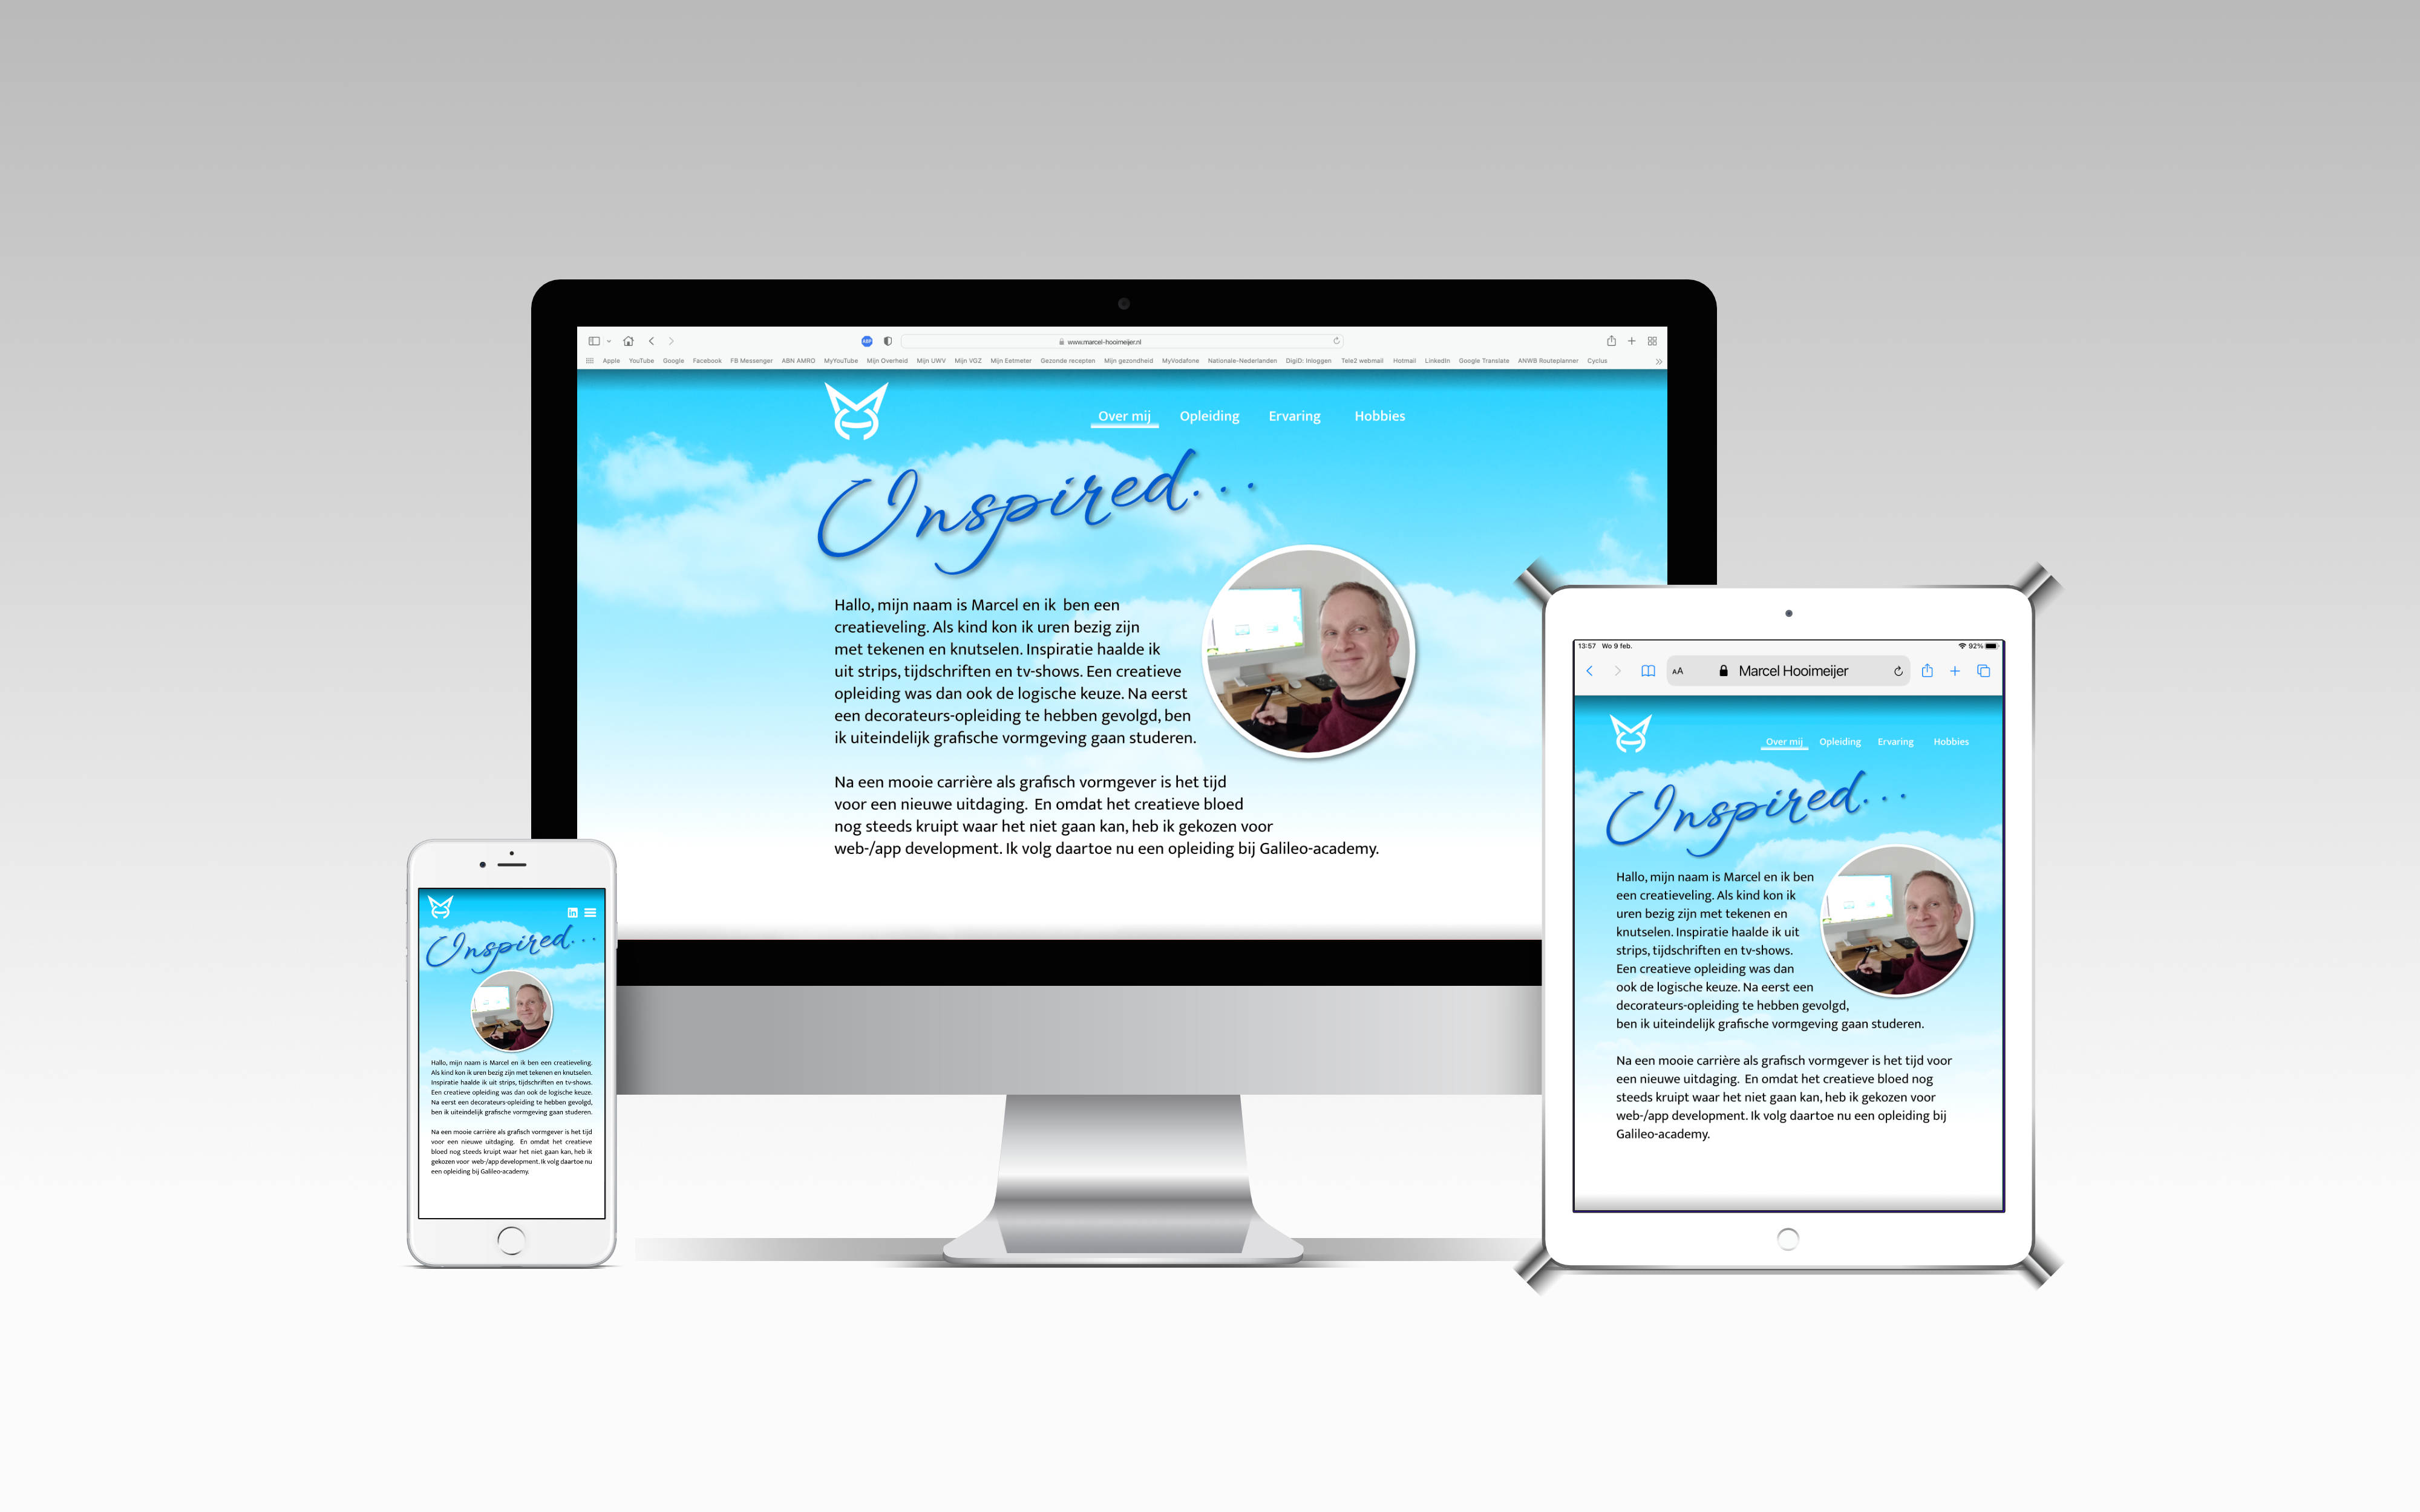 www.marcel-hooimeijer.nl
Apple YouTube Google Facebook FB Messenger ABN AMRO MyYouTube Mijn Overheid Mijn UWV Mijn VGZ Mijn Eetmeter Gezonde recepten Mijn gezondheid MyVodafone Nationale-Nederlanden DigiD: Inloggen Tele2 webmail Hotmail LinkedIn Google Translate ANWB Routeplanner Cyclus
Over mij Opleiding Ervaring Hobbies
Inspired...
Hallo, mijn naam is Marcel en ik ben een
creatieveling. Als kind kon ik uren bezig zijn
met tekenen en knutselen. Inspiratie haalde ik
uit strips, tijdschriften en tv-shows. Een creatieve
opleiding was dan ook de logische keuze. Na eerst
een decorateurs-opleiding te hebben gevolgd, ben
ik uiteindelijk grafische vormgeving gaan studeren.
Na een mooie carrière als grafisch vormgever is het tijd
voor een nieuwe uitdaging. En omdat het creatieve bloed
nog steeds kruipt waar het niet gaan kan, heb ik gekozen voor
web-/app development. Ik volg daartoe nu een opleiding bij Galileo-academy.
in
Inspired...
Hallo, mijn naam is Marcel en ik ben een creatieveling.
Als kind kon ik uren bezig zijn met tekenen en knutselen.
Inspiratie haalde ik uit strips, tijdschriften en tv-shows.
Een creatieve opleiding was dan ook de logische keuze.
Na eerst een decorateurs-opleiding te hebben gevolgd,
ben ik uiteindelijk grafische vormgeving gaan studeren.
Na een mooie carrière als grafisch vormgever is het tijd
voor een nieuwe uitdaging. En omdat het creatieve
bloed nog steeds kruipt waar het niet gaan kan, heb ik
gekozen voor web-/app development. Ik volg daartoe nu
een opleiding bij Galileo-academy.
13:57 Wo 9 feb. 92%
AA Marcel Hooimeijer
Over mij Opleiding Ervaring Hobbies
Inspired...
Hallo, mijn naam is Marcel en ik ben
een creatieveling. Als kind kon ik
uren bezig zijn met tekenen en
knutselen. Inspiratie haalde ik uit
strips, tijdschriften en tv-shows.
Een creatieve opleiding was dan
ook de logische keuze. Na eerst een
decorateurs-opleiding te hebben gevolgd,
ben ik uiteindelijk grafische vormgeving gaan studeren.
Na een mooie carrière als grafisch vormgever is het tijd voor
een nieuwe uitdaging. En omdat het creatieve bloed nog
steeds kruipt waar het niet gaan kan, heb ik gekozen voor
web-/app development. Ik volg daartoe nu een opleiding bij
Galileo-academy.